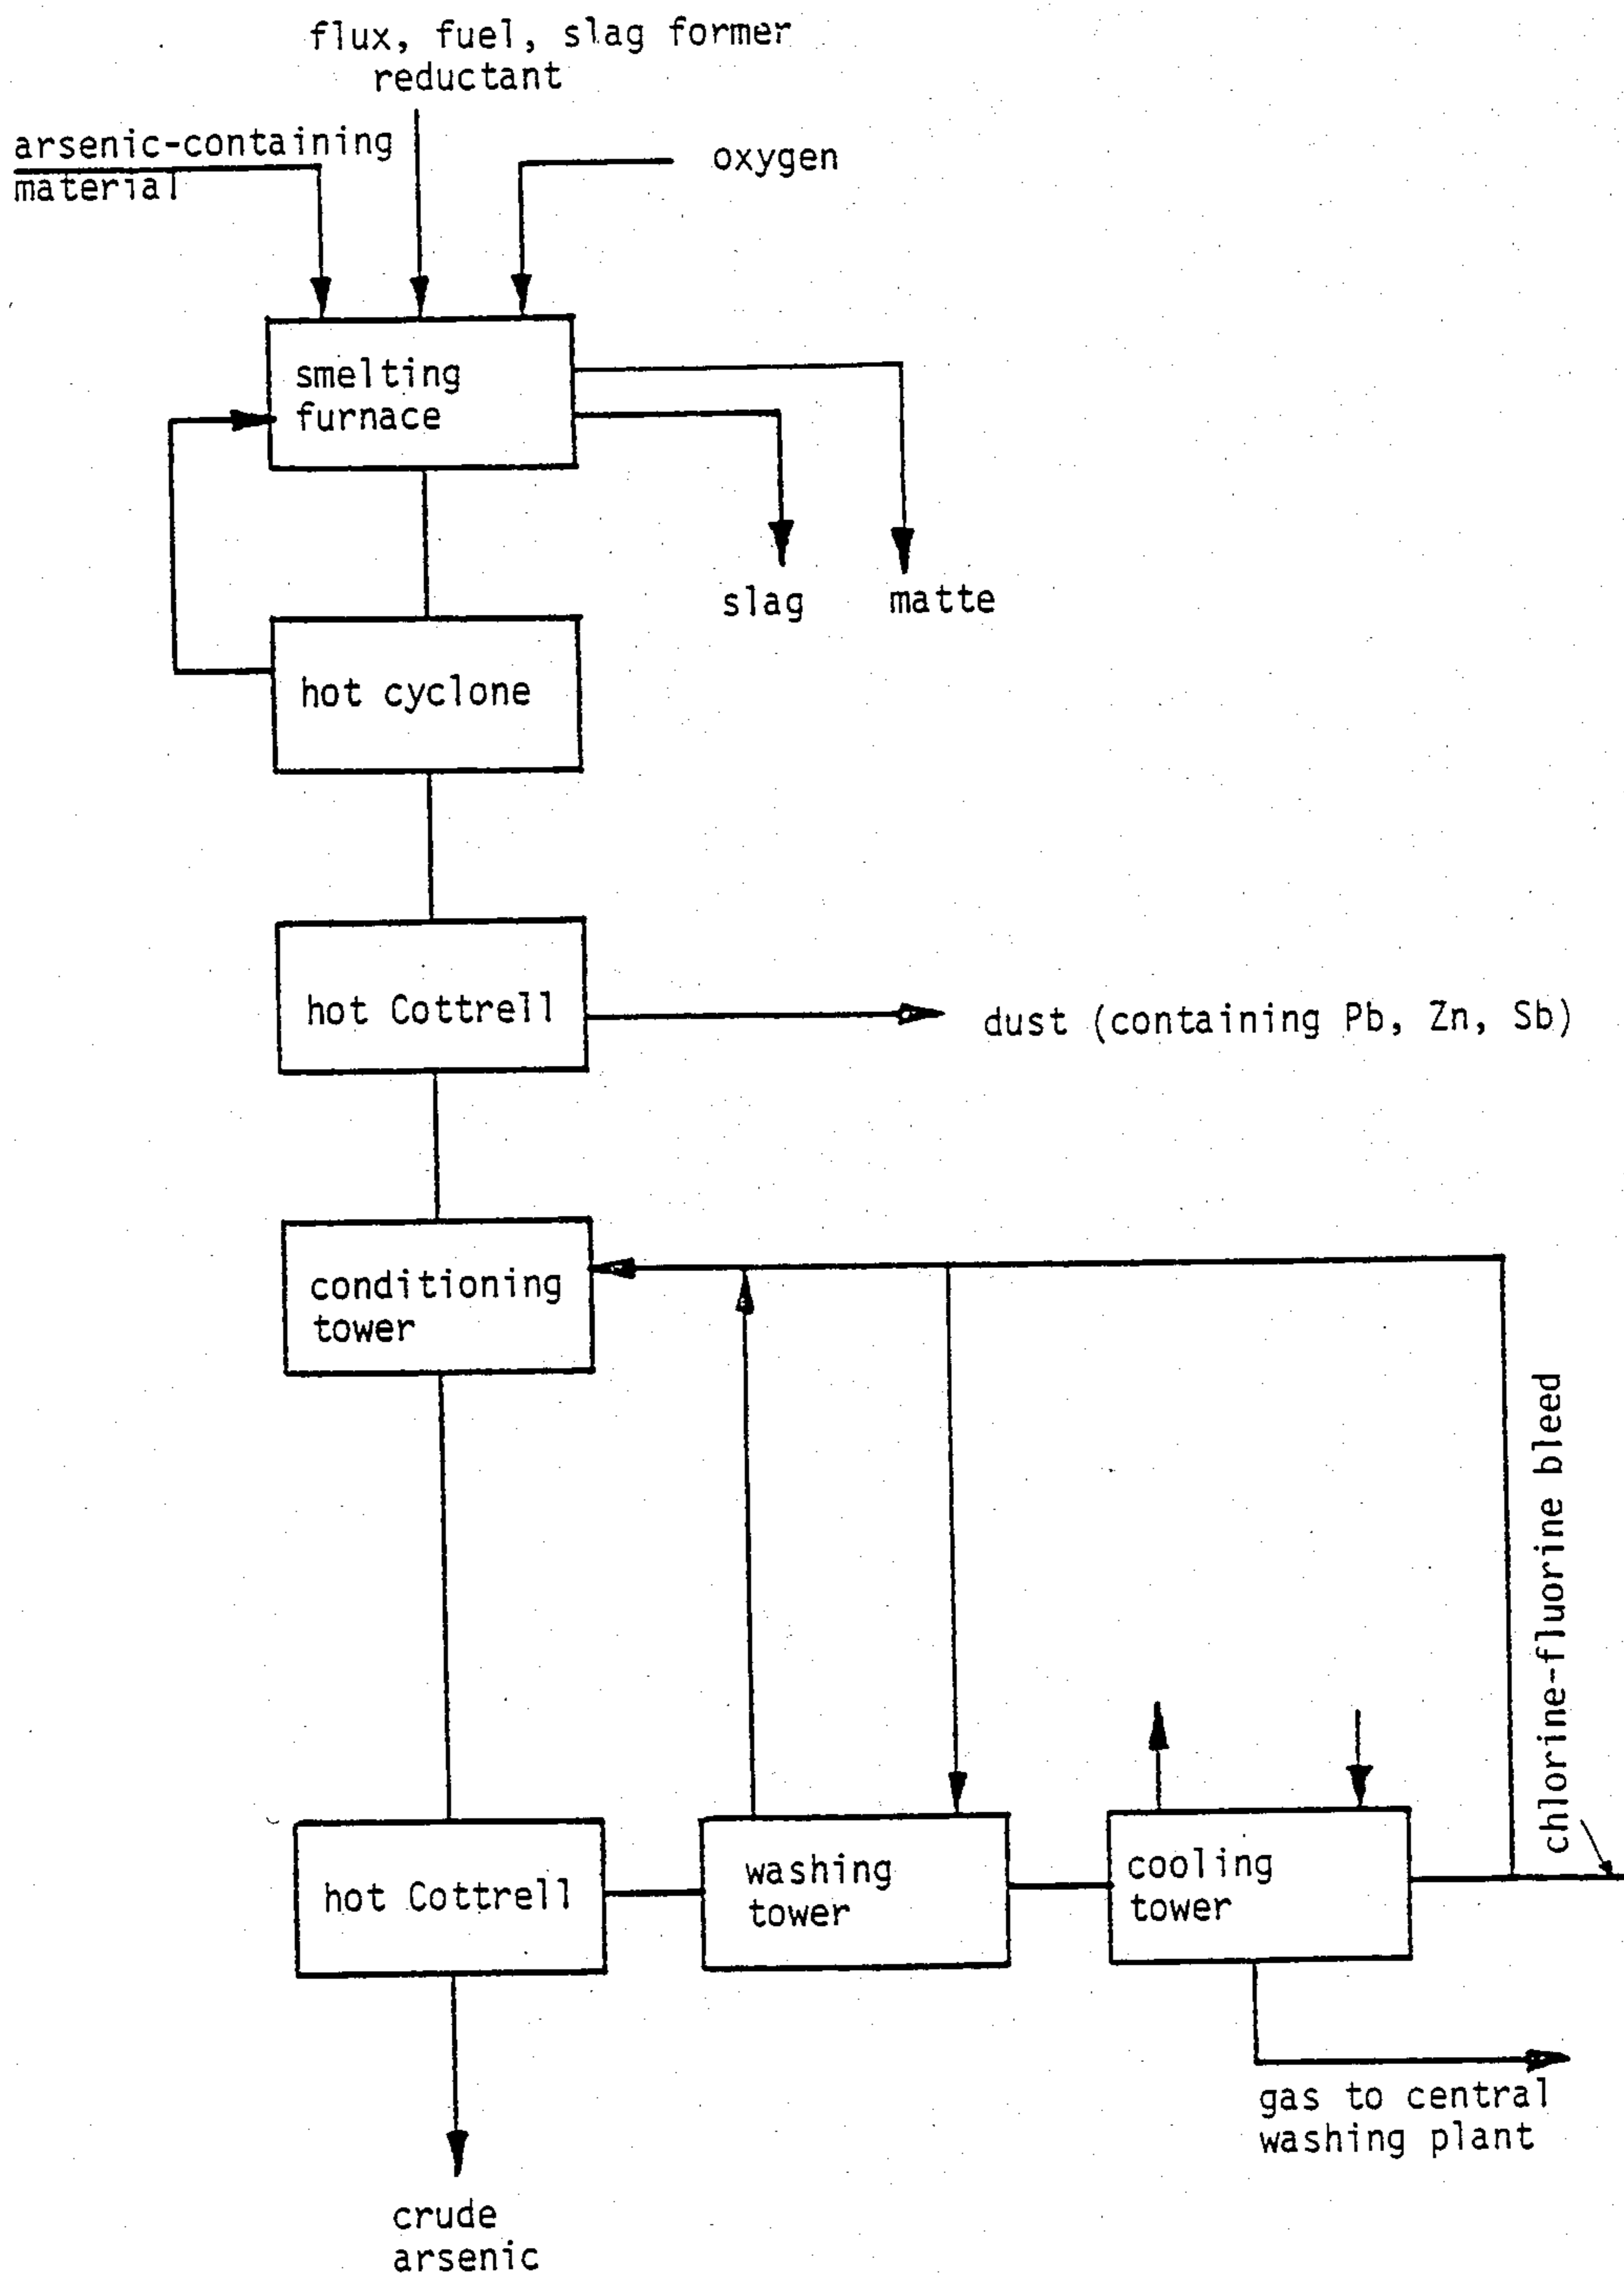 flux, fuel, slag former
reductant
arsenic-containing
material
oxygen
smelting
furnace
slag
matte
hot cyclone
hot Cottrell
dust (containing Pb, Zn, Sb)
conditioning
tower
chlorine-fluorine bleed
hot Cottrell
washing
tower
cooling
tower
gas to central
washing plant
crude
arsenic